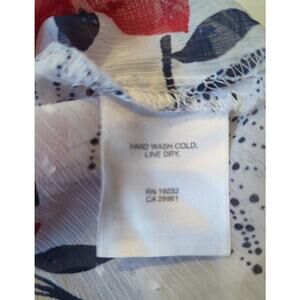 HAND WASH COLD.
LINE DRY.
RN 19232
CA 29961